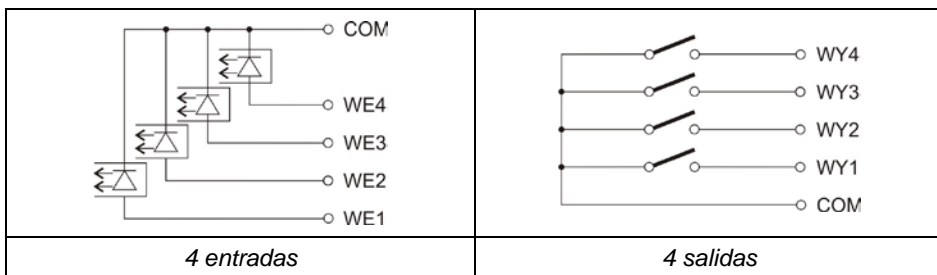 COM
WE4
WE3
WE2
WE1
4 entradas
WY4
WY3
WY2
WY1
COM
4 salidas